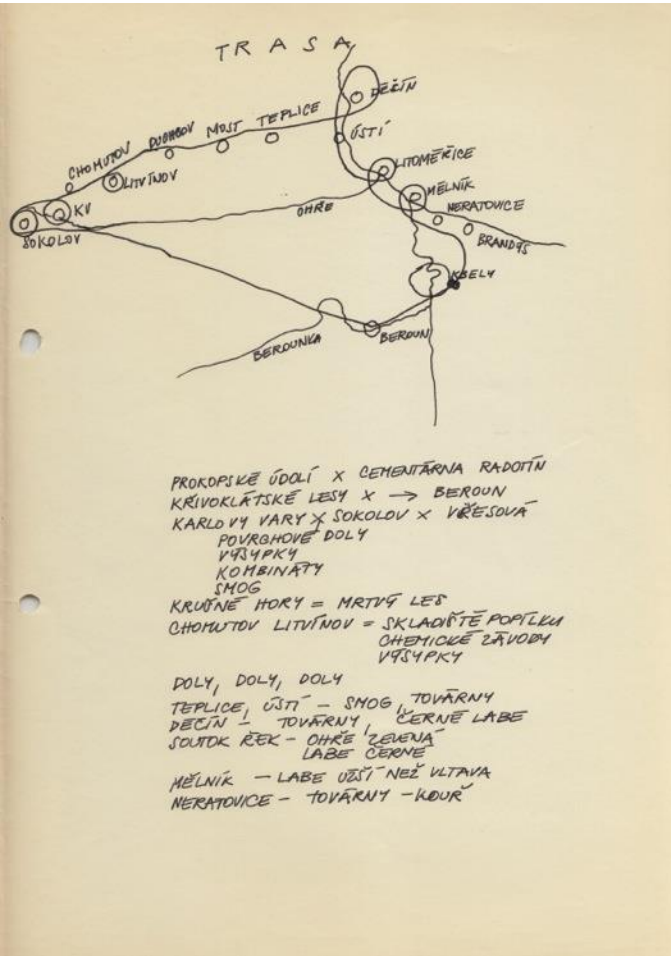 TRASA
DĚČÍN
ÚSTÍ
TEPLICE
MOST
DUCHCOV
CHOMUTOV
LITVÍNOV
KV
SOKOLOV
OHŘE
LITOMĚŘICE
MĚLNÍK
NERATOVICE
BRANDÝS
KBELY
BEROUN
BEROUNKA
PROKOPSKÉ ÚDOLÍ X CEMENTÁRNA RADOTÍN
KŘIVOKLÁTSKÉ LESY X → BEROUN
KARLOVY VARY X SOKOLOV X VŘESOVÁ
POVRCHOVÉ DOLY
VÝSYPKY
KOMBINÁTY
SMOG
KRUŠNÉ HORY = MRTVÝ LES
CHOMUTOV LITVÍNOV = SKLADIŠTĚ POPÍLKU
CHEMICKÉ ZÁVODY
VÝSYPKY
DOLY, DOLY, DOLY
TEPLICE, ÚSTÍ – SMOG, TOVÁRNY
DĚČÍN – TOVÁRNY, ČERNÉ LABE
SOUTOK ŘEK – OHŘE ZELENÁ
LABE ČERNÉ
MĚLNÍK – LABE UŽŠÍ NEŽ VLTAVA
NERATOVICE – TOVÁRNY – KOUŘ